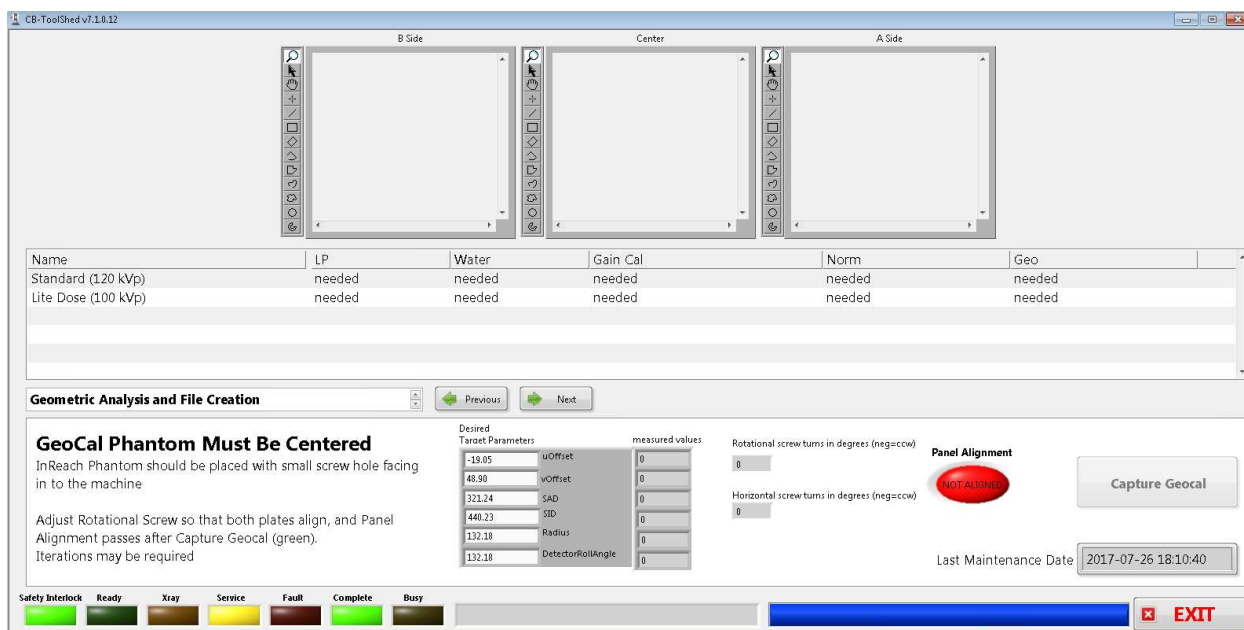 CB-ToolShed v7.1.0.12
B Side Center A Side
Name LP Water Gain Cal Norm Geo
Standard (120 kVp) needed needed needed needed needed
Lite Dose (100 kVp) needed needed needed needed needed
Geometric Analysis and File Creation Previous Next
GeoCal Phantom Must Be Centered
InReach Phantom should be placed with small screw hole facing
in to the machine
Adjust Rotational Screw so that both plates align, and Panel
Alignment passes after Capture Geocal (green).
Iterations may be required
Desired
Target Parameters measured values
-19.05 uOffset 0
48.90 vOffset 0
321.24 SAD 0
440.23 SID 0
132.18 Radius 0
132.18 DetectorRollAngle 0
Rotational screw turns in degrees (neg=ccw)
0
Horizontal screw turns in degrees (neg=ccw)
0
Panel Alignment
NOT ALIGNED
Capture Geocal
Last Maintenance Date 2017-07-26 18:10:40
Safety Interlock Ready Xray Service Fault Complete Busy
EXIT